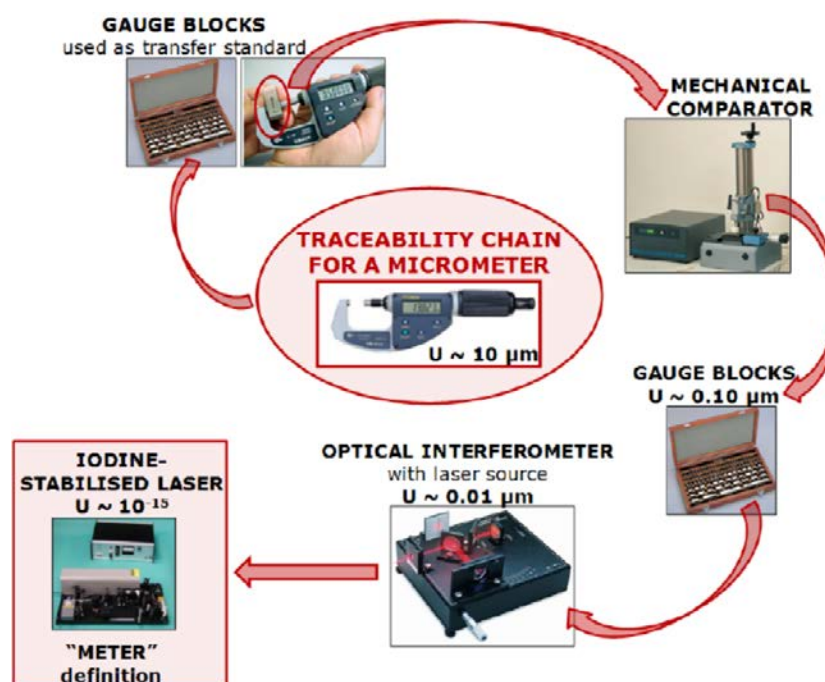 GAUGE BLOCKS
used as transfer standard
MECHANICAL
COMPARATOR
TRACEABILITY CHAIN
FOR A MICROMETER
U ~ 10 µm
GAUGE BLOCKS
U ~ 0.10 µm
OPTICAL INTERFEROMETER
with laser source
U ~ 0.01 µm
IODINE-
STABILISED LASER
U ~ 10⁻¹⁵
“METER”
definition